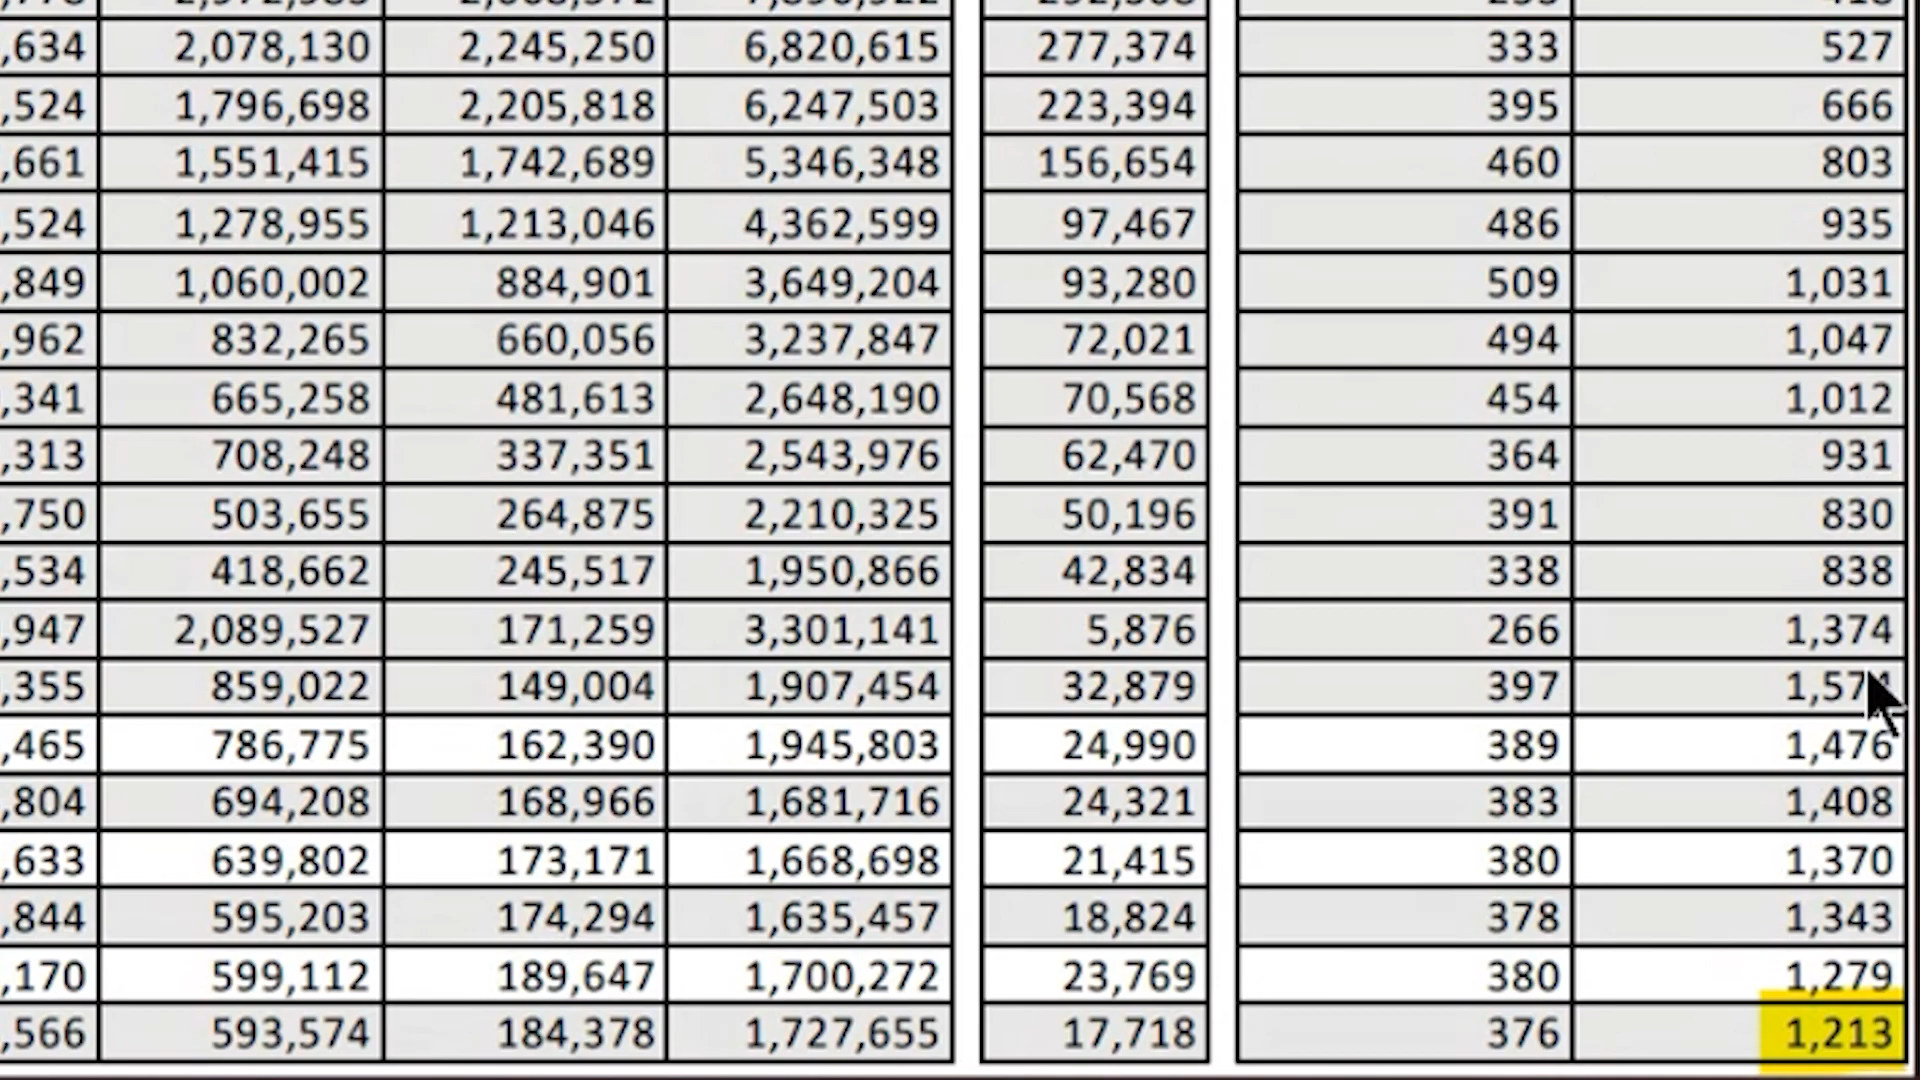 ,634 2,078,130 2,245,250 6,820,615 277,374 333 527
,524 1,796,698 2,205,818 6,247,503 223,394 395 666
,661 1,551,415 1,742,689 5,346,348 156,654 460 803
,524 1,278,955 1,213,046 4,362,599 97,467 486 935
,849 1,060,002 884,901 3,649,204 93,280 509 1,031
,962 832,265 660,056 3,237,847 72,021 494 1,047
,341 665,258 481,613 2,648,190 70,568 454 1,012
,313 708,248 337,351 2,543,976 62,470 364 931
,750 503,655 264,875 2,210,325 50,196 391 830
,534 418,662 245,517 1,950,866 42,834 338 838
,947 2,089,527 171,259 3,301,141 5,876 266 1,374
,355 859,022 149,004 1,907,454 32,879 397
,465 786,775 162,390 1,945,803 24,990 389 1,476
,804 694,208 168,966 1,681,716 24,321 383 1,408
,633 639,802 173,171 1,668,698 21,415 380 1,370
,844 595,203 174,294 1,635,457 18,824 378 1,343
,170 599,112 189,647 1,700,272 23,769 380 1,279
,566 593,574 184,378 1,727,655 17,718 376 1,213